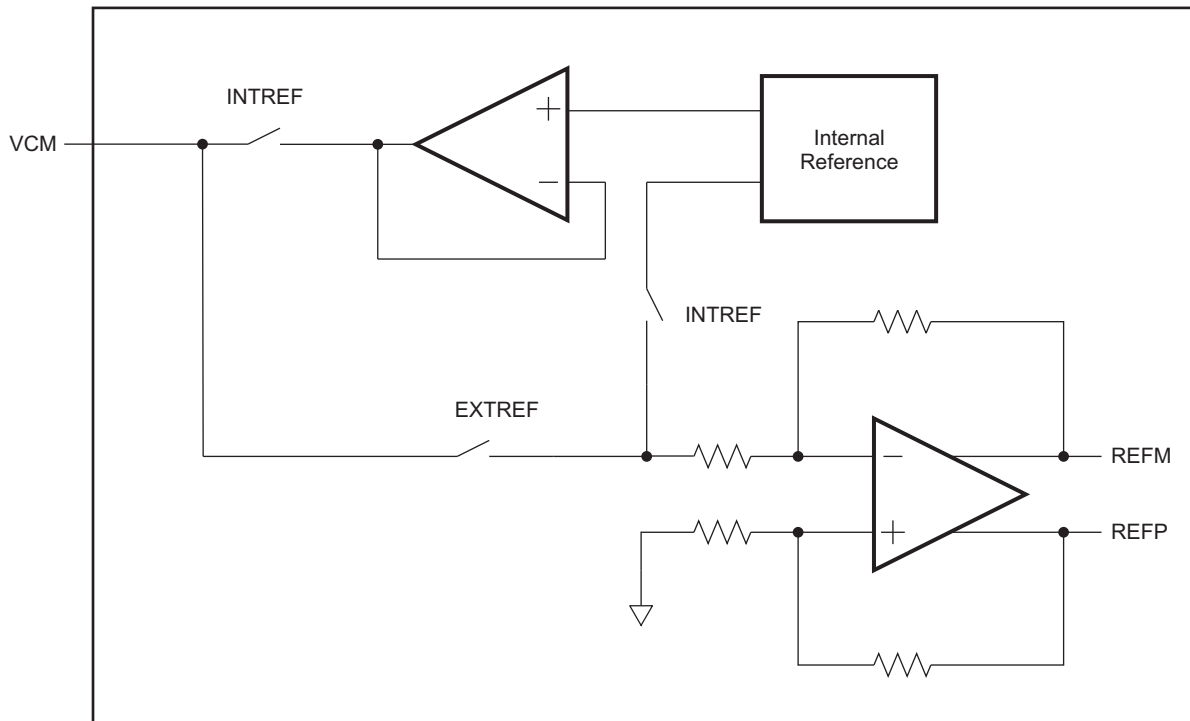 INTREF
VCM
Internal
Reference
INTREF
EXTREF
REFM
REFP